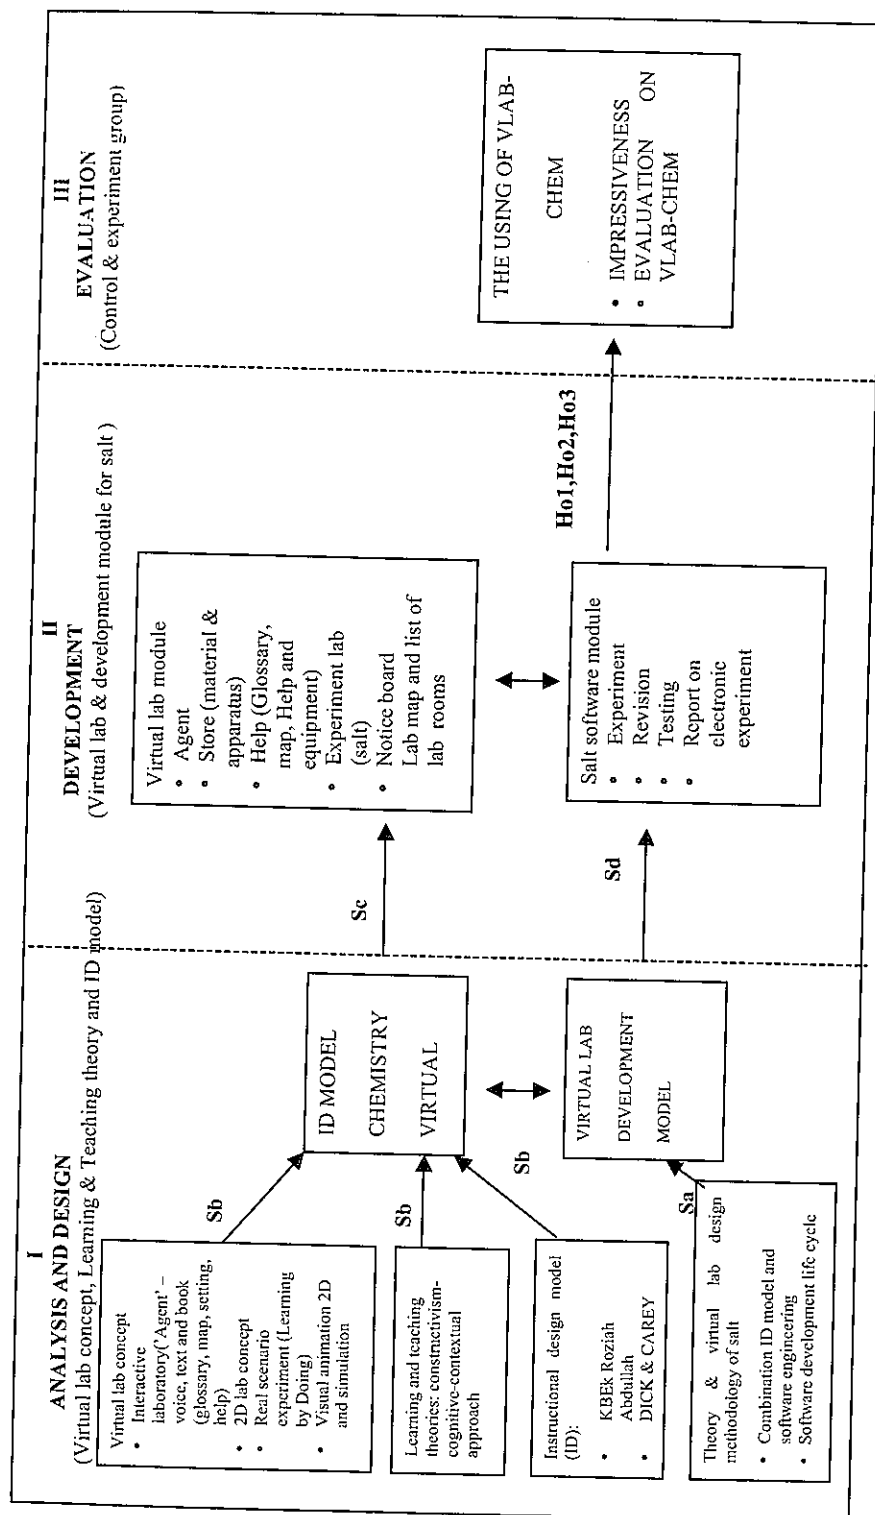 I
ANALYSIS AND DESIGN
(Virtual lab concept, Learning & Teaching theory and ID model)
Virtual lab concept
• Interactive
laboratory('Agent' –
voice, text and book
(glossary, map, setting,
help)
• 2D lab concept
• Real scenario
experiment (Learning
by Doing)
• Visual animation 2D
and simulation
Sb
Learning and teaching
theories: constructivism-
cognitive-contextual
approach
Sb
Instructional design model
(ID):
• KBEk Roziah
Abdullah
• DICK & CAREY
Sb
Theory & virtual lab design
methodology of salt
• Combination ID model and
software engineering
• Software development life cycle
Sa
ID MODEL
CHEMISTRY
VIRTUAL
VIRTUAL LAB
DEVELOPMENT
MODEL
II
DEVELOPMENT
(Virtual lab & development module for salt )
Sc
Virtual lab module
• Agent
• Store (material &
apparatus)
• Help (Glossary,
map, Help and
equipment)
• Experiment lab
(salt)
• Notice board
Lab map and list of
lab rooms
Sd
Salt software module
• Experiment
• Revision
• Testing
• Report on
electronic
experiment
Ho1,Ho2,Ho3
III
EVALUATION
(Control & experiment group)
THE USING OF VLAB-
CHEM
• IMPRESSIVENESS
• EVALUATION ON
VLAB-CHEM